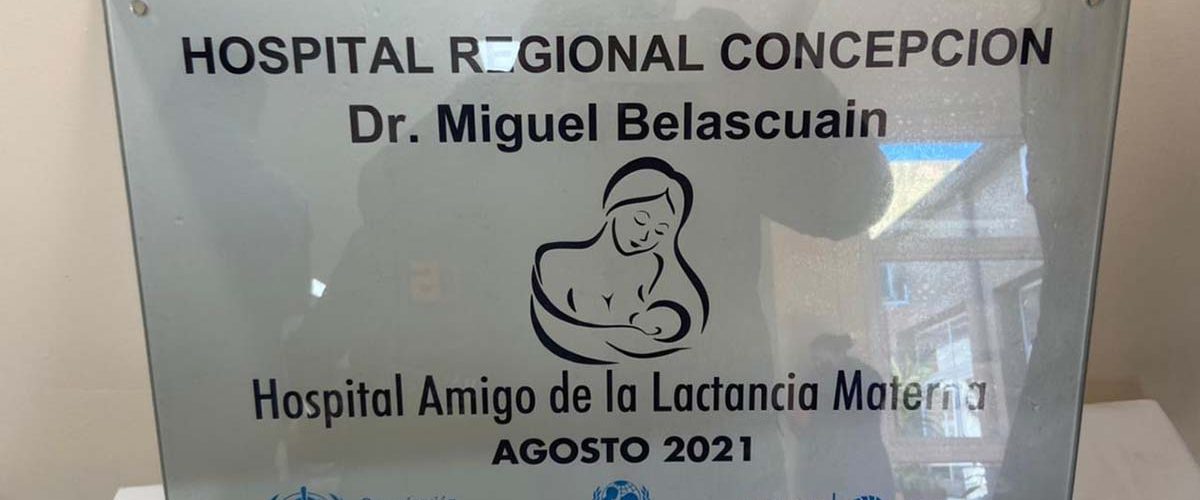 HOSPITAL REGIONAL CONCEPCION
Dr. Miguel Belascuain
Hospital Amigo de la Lactancia Materna
AGOSTO 2021